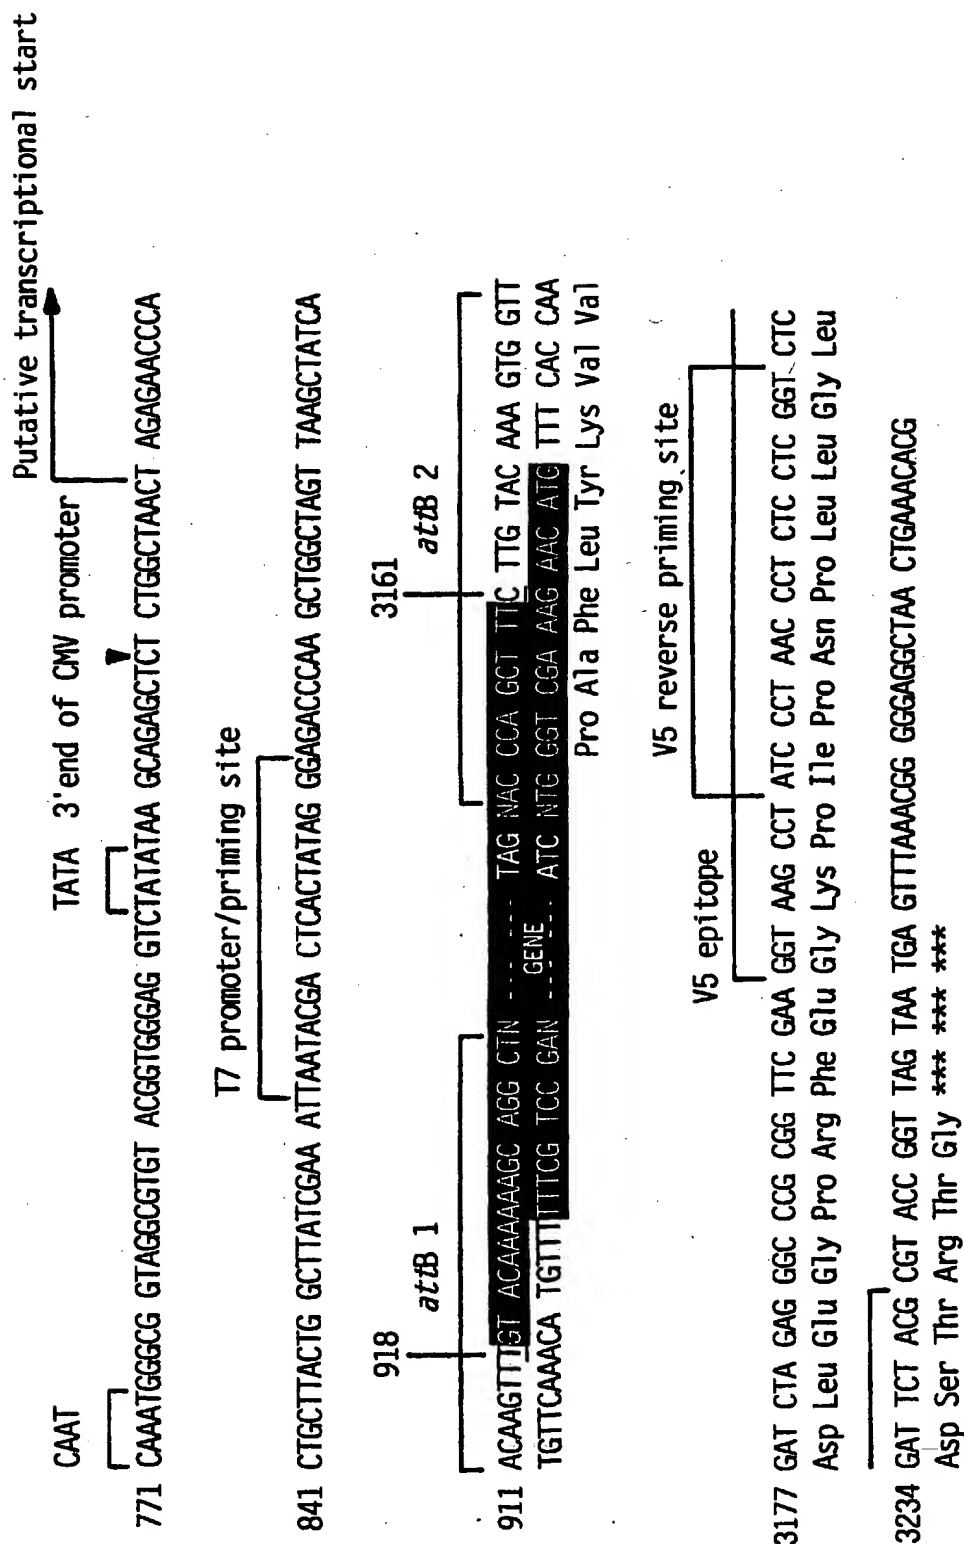 Putative transcriptional start
CAAT TATA 3'end of CMV promoter
771 CAAATGGGCG GTAGGCGTGT ACGGTGGGAG GTCTATATAA GCAGAGCTCT CTGGCTAACT AGAGAACCCA
T7 promoter/priming site
841 CTGCTTACTG GCTTATCGAA ATTAATACGA CTCACTATAG GGAGACCCAA GCTGGCTAGT TAAGCTATCA
918 3161
attB 1 attB 2
911 ACAAGTTTGT ACAAAAAAGC AGG CTN -- -- -- TAG NAC CCA GCT TTC TTG TAC AAA GTG GTT
GENE
TGTTCAAACA TGTTTTTTCG TCC GAN -- -- -- ATC NTG GGT CGA AAG AAC ATG TTT CAC CAA
Pro Ala Phe Leu Tyr Lys Val Val
V5 reverse priming site
V5 epitope
3177 GAT CTA GAG GGC CCG CGG TTC GAA GGT AAG CCT ATC CCT AAC CCT CTC CTC GGT CTC
Asp Leu Glu Gly Pro Arg Phe Glu Gly Lys Pro Ile Pro Asn Pro Leu Leu Gly Leu
3234 GAT TCT ACG CGT ACC GGT TAG TAA TGA GTTTAAACGG GGGAGGCTAA CTGAAACACG
Asp Ser Thr Arg Thr Gly *** *** ***